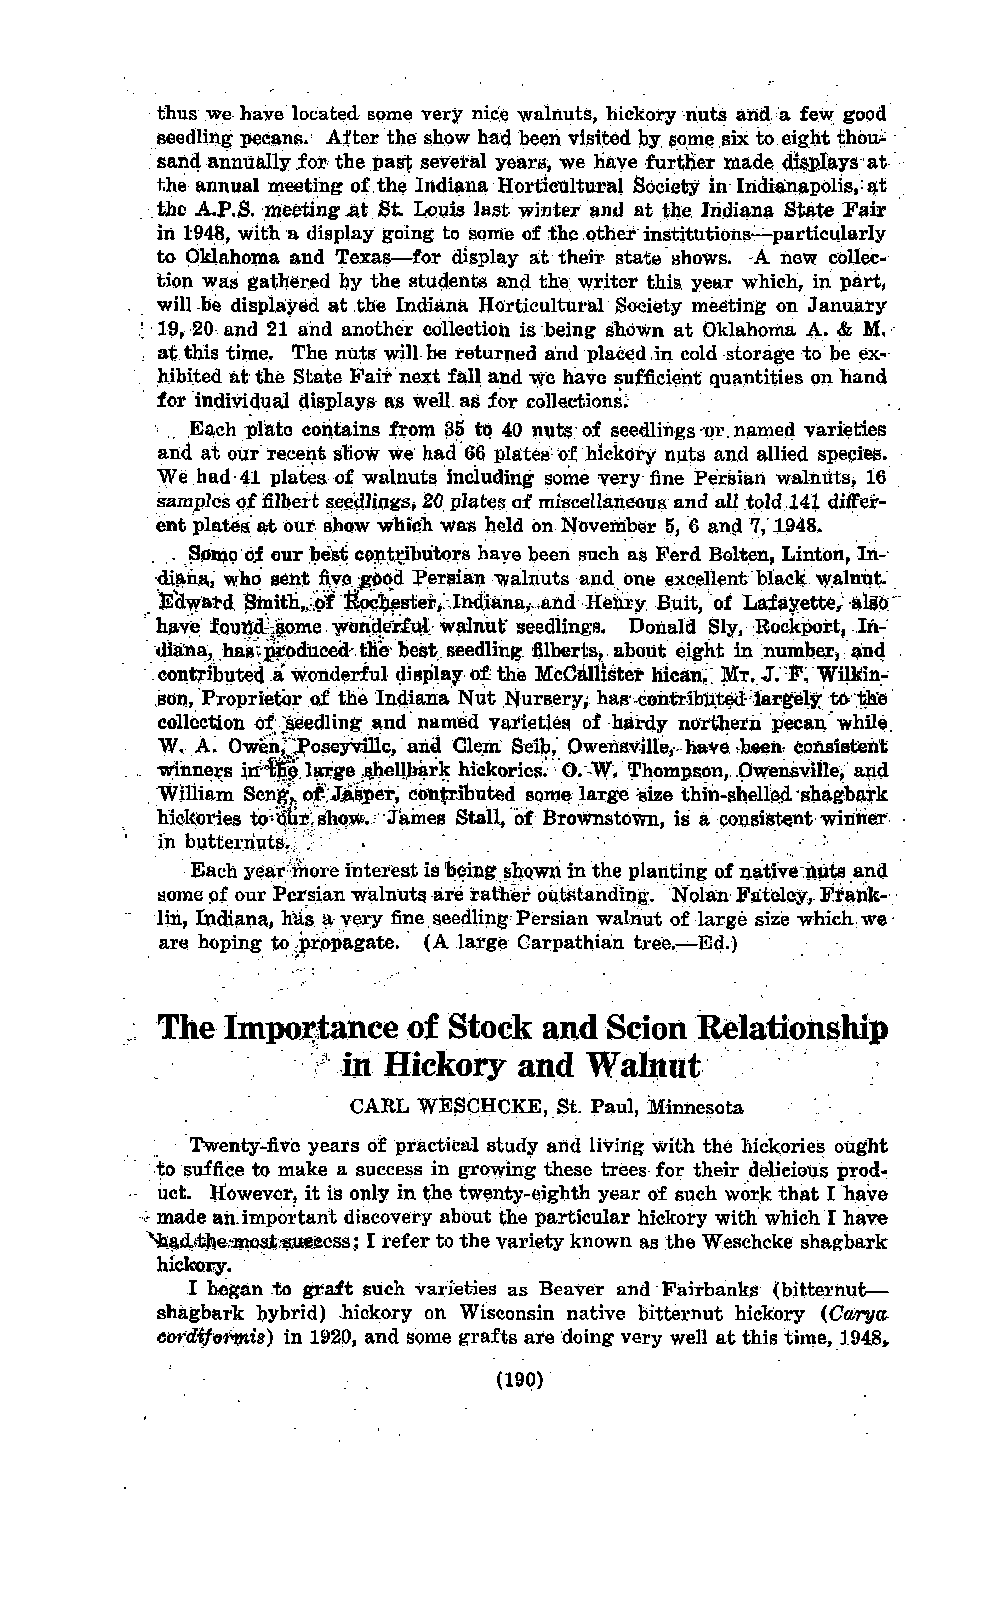 thus we have located some very nice walnuts, hickory nuts and a few good
seedling pecans. After the show had been visited by some six to eight thou-
sand annually for the past several years, we have further made displays at
the annual meeting of the Indiana Horticultural Society in Indianapolis, at
the A.P.S. meeting at St. Louis last winter and at the Indiana State Fair
in 1948, with a display going to some of the other institutions—particularly
to Oklahoma and Texas—for display at their state shows. A new collec-
tion was gathered by the students and the writer this year which, in part,
will be displayed at the Indiana Horticultural Society meeting on January
19, 20 and 21 and another collection is being shown at Oklahoma A. & M.
at this time. The nuts will be returned and placed in cold storage to be ex-
hibited at the State Fair next fall and we have sufficient quantities on hand
for individual displays as well as for collections.
Each plate contains from 35 to 40 nuts of seedlings or named varieties
and at our recent show we had 66 plates of hickory nuts and allied species.
We had 41 plates of walnuts including some very fine Persian walnuts, 16
samples of filbert seedlings, 20 plates of miscellaneous and all told 141 differ-
ent plates at our show which was held on November 5, 6 and 7, 1948.
Some of our best contributors have been such as Ferd Bolten, Linton, In-
diana, who sent five good Persian walnuts and one excellent black walnut.
Edward Smith, of Rochester, Indiana, and Henry Buit, of Lafayette, also
have found some wonderful walnut seedlings. Donald Sly, Rockport, In-
diana, has produced the best seedling filberts, about eight in number, and
contributed a wonderful display of the McCallister hican. Mr. J. F. Wilkin-
son, Proprietor of the Indiana Nut Nursery, has contributed largely to the
collection of seedling and named varieties of hardy northern pecan while
W. A. Owen, Poseyville, and Clem Seib, Owensville, have been consistent
winners in the large shellbark hickories. O. W. Thompson, Owensville, and
William Seng, of Jasper, contributed some large size thin-shelled shagbark
hickories to our show. James Stall, of Brownstown, is a consistent winner
in butternuts.
Each year more interest is being shown in the planting of native nuts and
some of our Persian walnuts are rather outstanding. Nolan Fateley, Frank-
lin, Indiana, has a very fine seedling Persian walnut of large size which we
are hoping to propagate. (A large Carpathian tree.—Ed.)
The Importance of Stock and Scion Relationship
in Hickory and Walnut
CARL WESCHCKE, St. Paul, Minnesota
Twenty-five years of practical study and living with the hickories ought
to suffice to make a success in growing these trees for their delicious prod-
uct. However, it is only in the twenty-eighth year of such work that I have
made an important discovery about the particular hickory with which I have
had the most success; I refer to the variety known as the Weschcke shagbark
hickory.
I began to graft such varieties as Beaver and Fairbanks (bitternut—
shagbark hybrid) hickory on Wisconsin native bitternut hickory (Carya
cordiformis) in 1920, and some grafts are doing very well at this time, 1948,
(190)